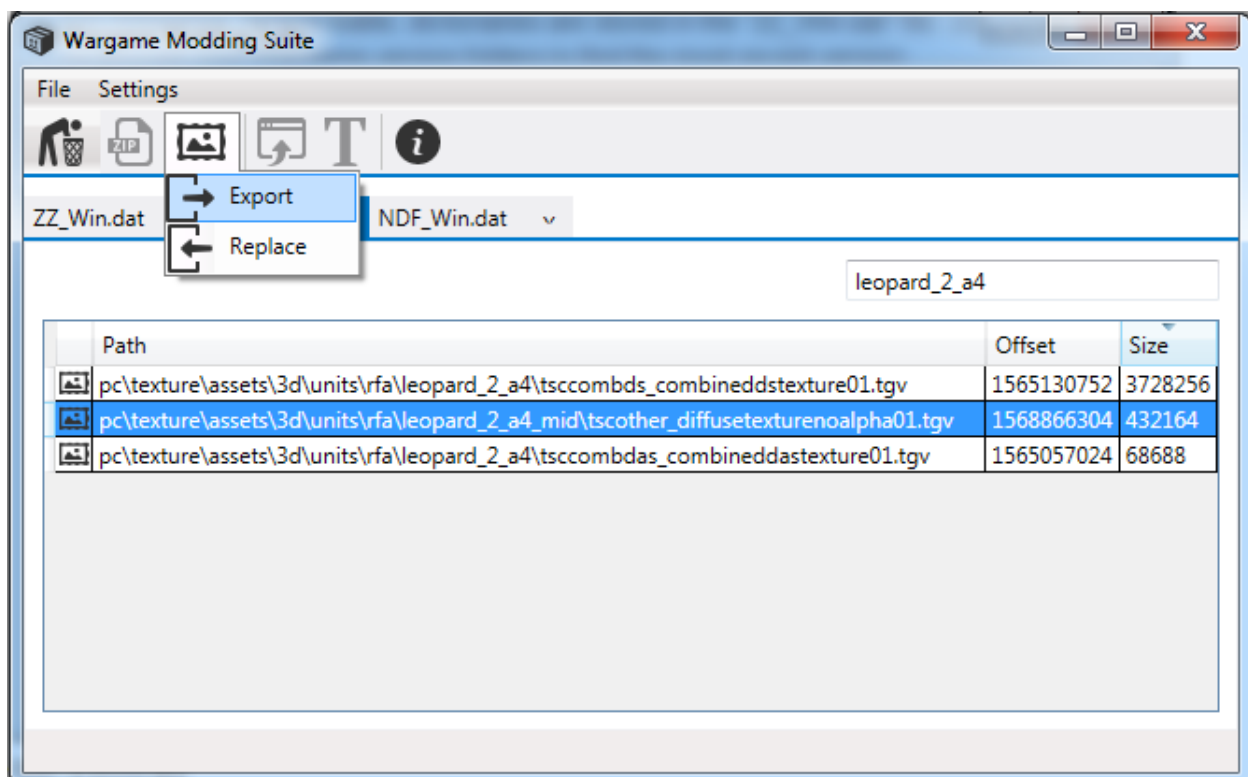 Wargame Modding Suite
File Settings
ZIP T i
Export
ZZ_Win.dat NDF_Win.dat
Replace
leopard_2_a4
Path Offset Size
pc\texture\assets\3d\units\rfa\leopard_2_a4\tsccombds_combineddstexture01.tgv 1565130752 3728256
pc\texture\assets\3d\units\rfa\leopard_2_a4_mid\tscother_diffusetexturenoalpha01.tgv 1568866304 432164
pc\texture\assets\3d\units\rfa\leopard_2_a4\tsccombdas_combineddastexture01.tgv 1565057024 68688